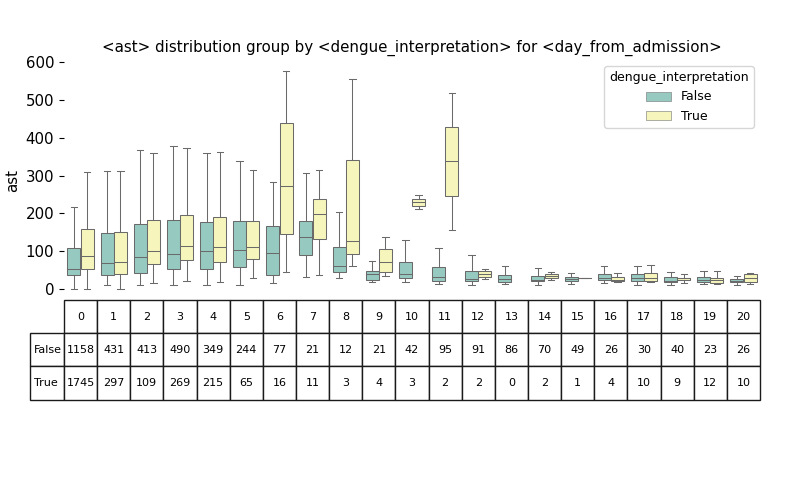 <ast> distribution group by <dengue_interpretation> for <day_from_admission>
600
500
400
300
200
100
0
ast
dengue_interpretation
False
True
0 1 2 3 4 5 6 7 8 9 10 11 12 13 14 15 16 17 18 19 20
False 1158 431 413 490 349 244 77 21 12 21 42 95 91 86 70 49 26 30 40 23 26
True 1745 297 109 269 215 65 16 11 3 4 3 2 2 0 2 1 4 10 9 12 10